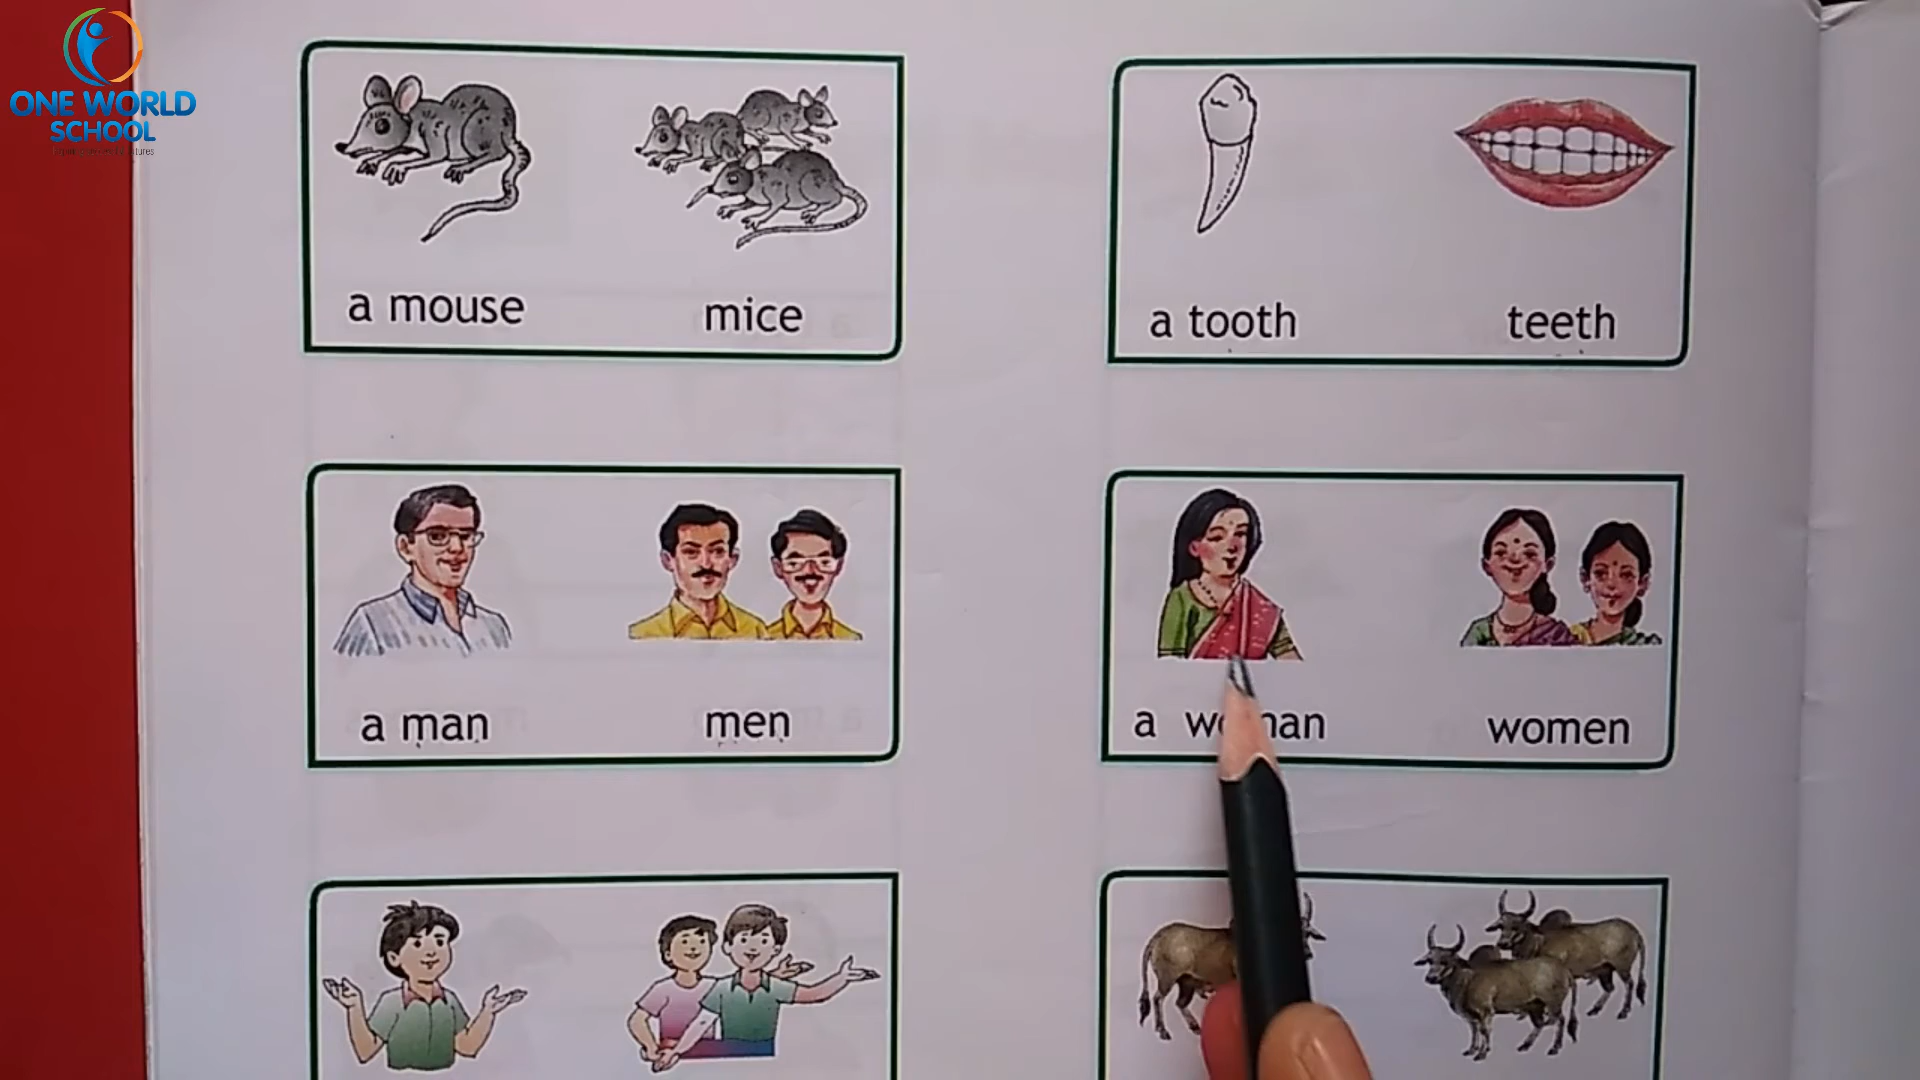 ONE WORLD
SCHOOL
a mouse
mice
a tooth
teeth
a man
men
a
women